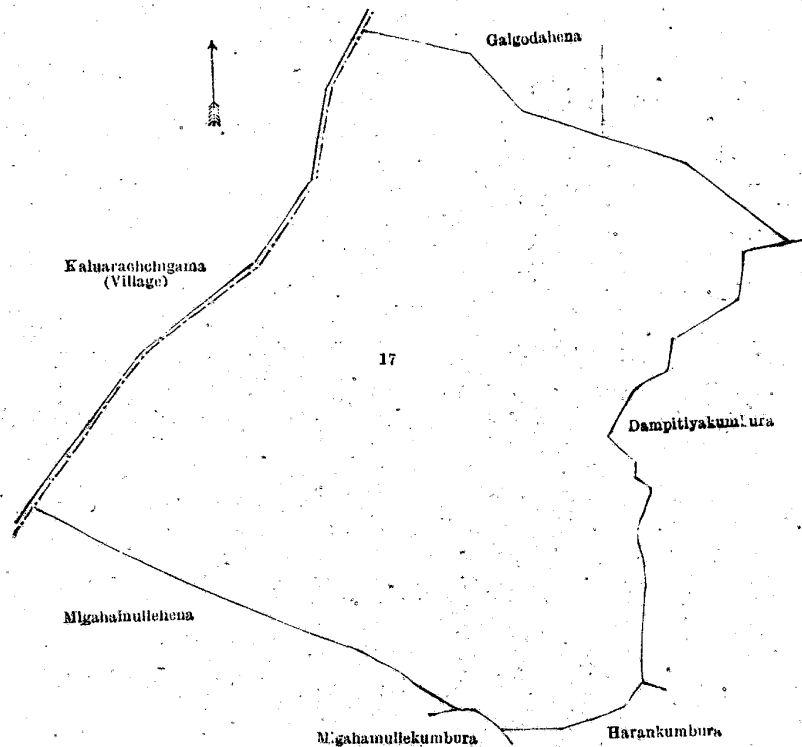 Galgodahena
Kaluarachchigama
(Village)
17
Dampitiyakumbura
Migahamullehena
Migahamullekumbura
Harankumbura